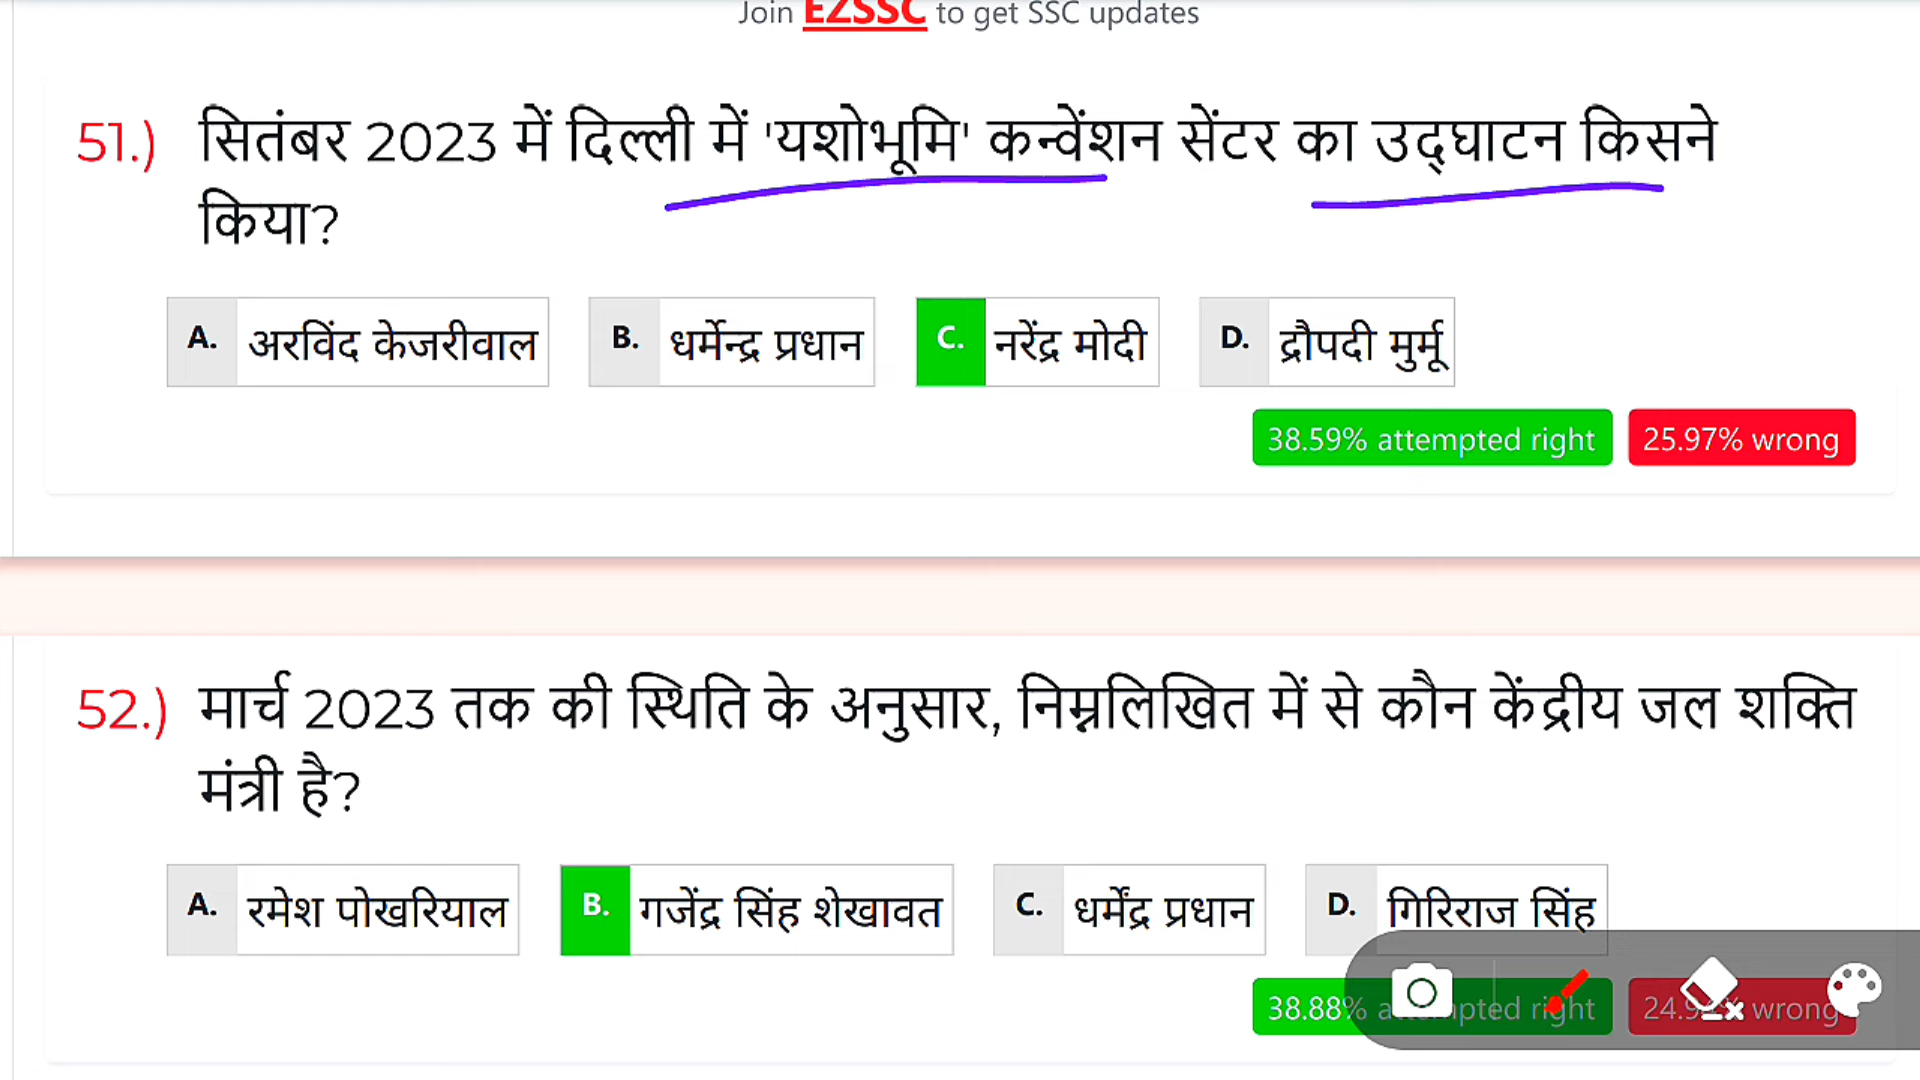 Join EZSSC to get SSC updates
51.) सितंबर 2023 में दिल्ली में 'यशोभूमि' कन्वेंशन सेंटर का उद्घाटन किसने
किया?
A. अरविंद केजरीवाल B. धर्मेन्द्र प्रधान C. नरेंद्र मोदी D. द्रौपदी मुर्मू
38.59% attempted right 25.97% wrong
52.) मार्च 2023 तक की स्थिति के अनुसार, निम्नलिखित में से कौन केंद्रीय जल शक्ति
मंत्री है?
A. रमेश पोखरियाल B. गजेंद्र सिंह शेखावत C. धर्मेंद्र प्रधान D. गिरिराज सिंह
38.88% right wrong